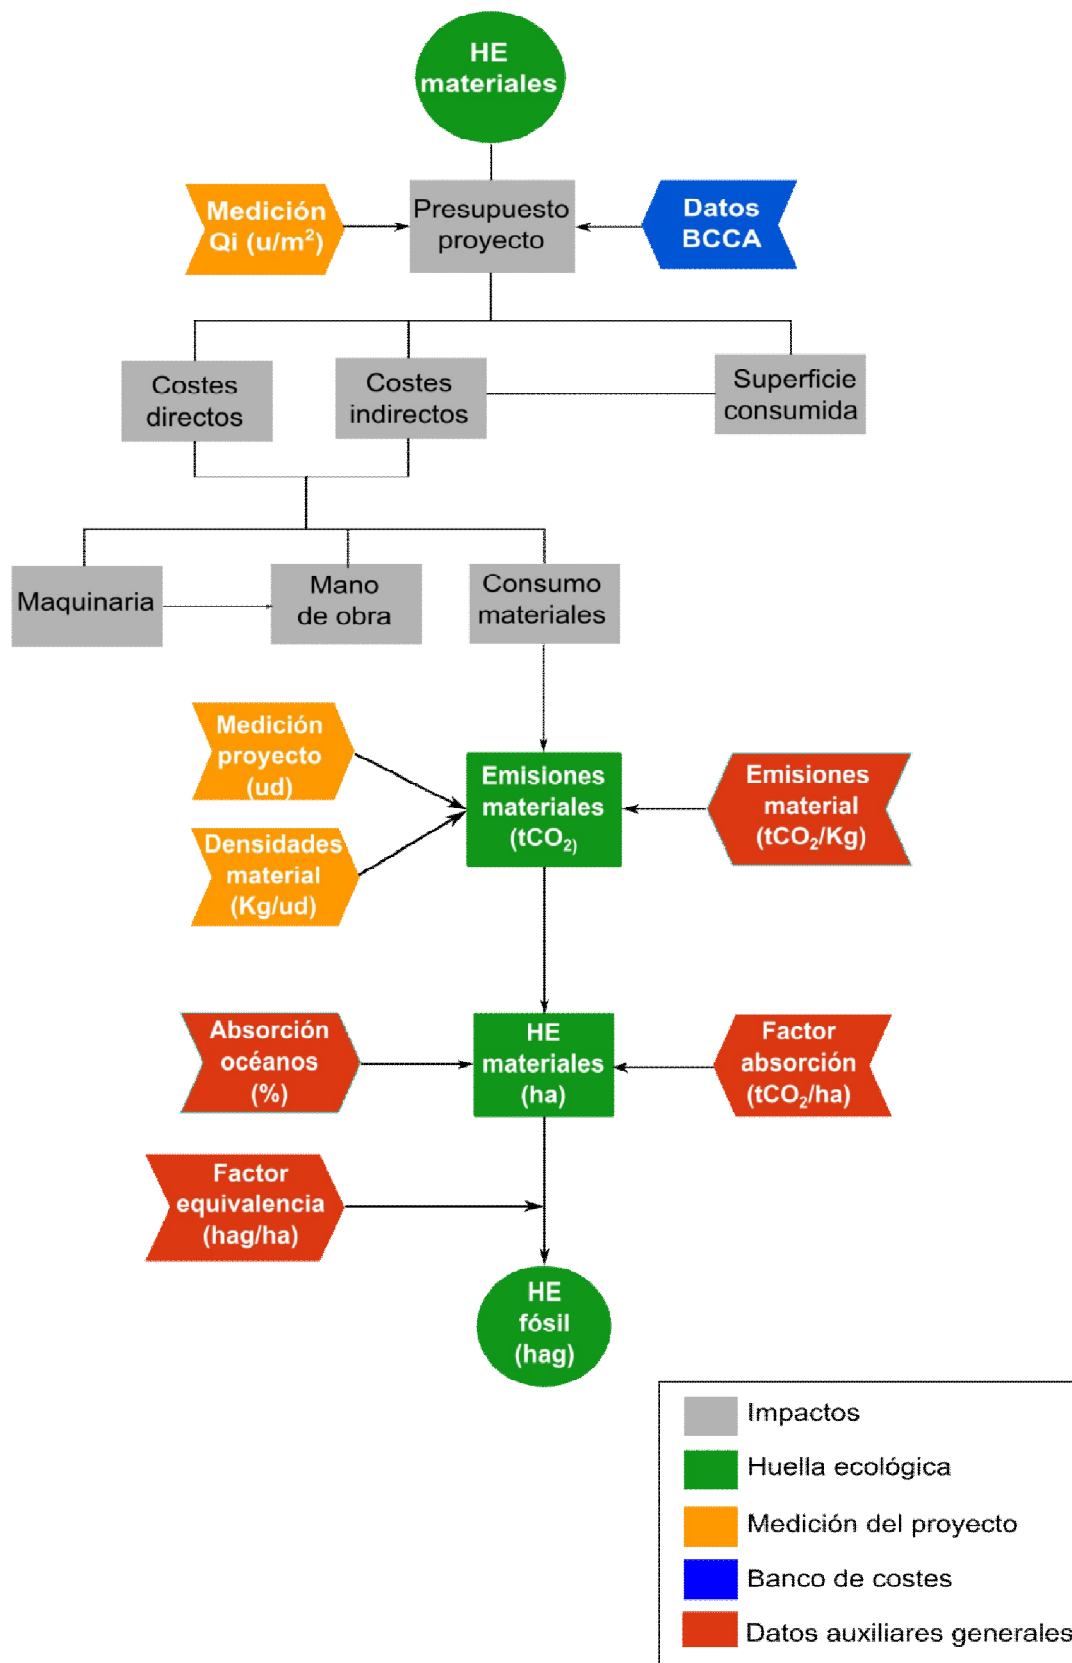 HE
materiales
Medición
Qi (u/m²)
Presupuesto
proyecto
Datos
BCCA
Costes
directos
Costes
indirectos
Superficie
consumida
Maquinaria
Mano
de obra
Consumo
materiales
Medición
proyecto
(ud)
Densidades
material
(Kg/ud)
Emisiones
materiales
(tCO₂)
Emisiones
material
(tCO₂/Kg)
Absorción
océanos
(%)
HE
materiales
(ha)
Factor
absorción
(tCO₂/ha)
Factor
equivalencia
(hag/ha)
HE
fósil
(hag)
Impactos
Huella ecológica
Medición del proyecto
Banco de costes
Datos auxiliares generales